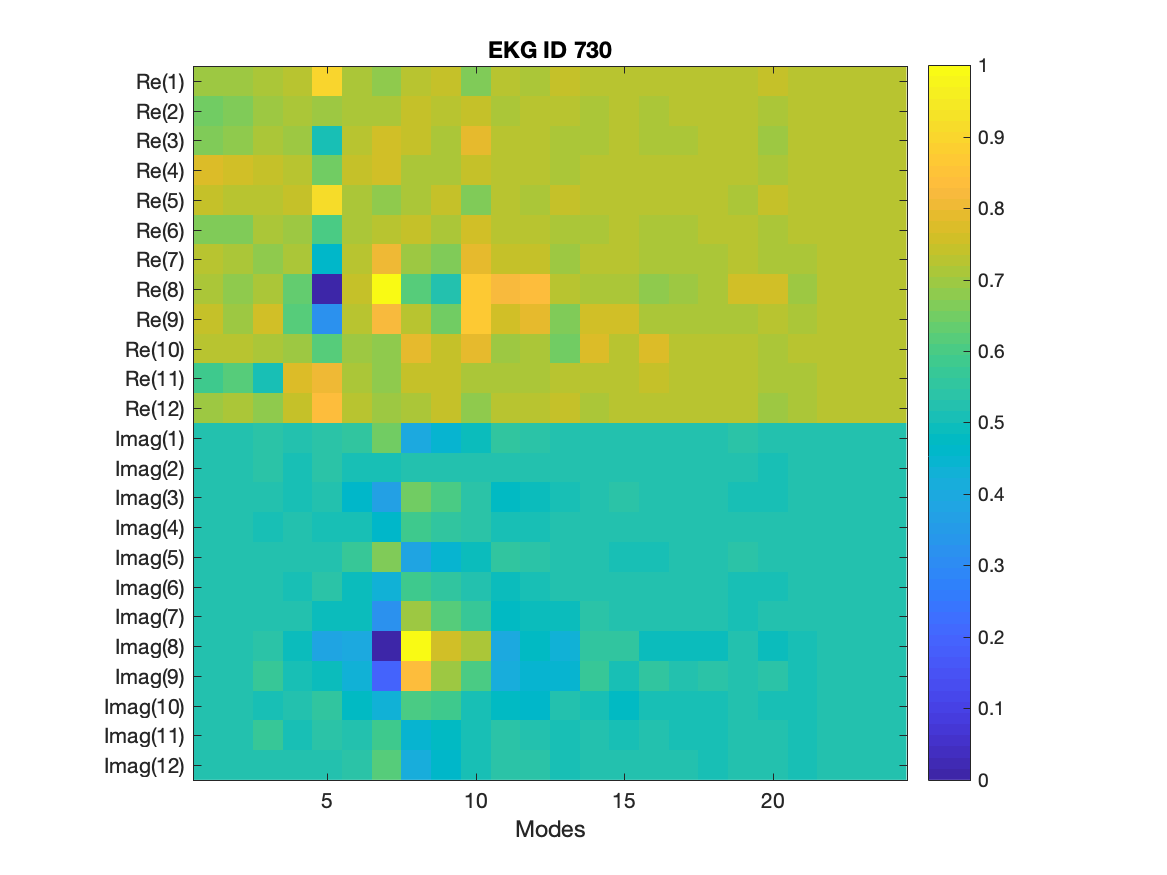 EKG ID 730
Re(1)
Re(2)
Re(3)
Re(4)
Re(5)
Re(6)
Re(7)
Re(8)
Re(9)
Re(10)
Re(11)
Re(12)
Imag(1)
Imag(2)
Imag(3)
Imag(4)
Imag(5)
Imag(6)
Imag(7)
Imag(8)
Imag(9)
Imag(10)
Imag(11)
Imag(12)
5 10 15 20
Modes
1
0.9
0.8
0.7
0.6
0.5
0.4
0.3
0.2
0.1
0